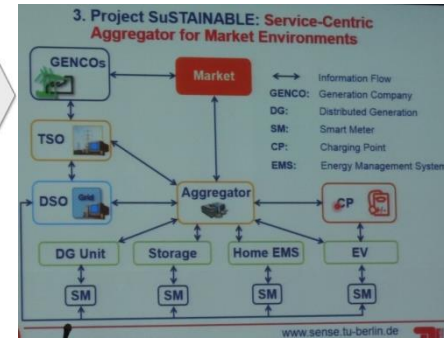 3. Project SuSTAINABLE: Service-Centric
Aggregator for Market Environments
GENCOs
Market
Information Flow
GENCO: Generation Company
DG: Distributed Generation
SM: Smart Meter
CP: Charging Point
EMS: Energy Management System
TSO
DSO
Grid
Aggregator
CP
DG Unit
Storage
Home EMS
EV
SM
SM
SM
SM
www.sense.tu-berlin.de